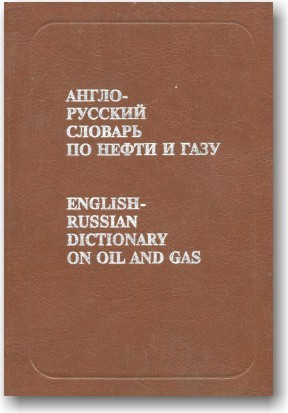 АНГЛО-
РУССКИЙ
СЛОВАРЬ
ПО НЕФТИ И ГАЗУ
ENGLISH-
RUSSIAN
DICTIONARY
ON OIL AND GAS